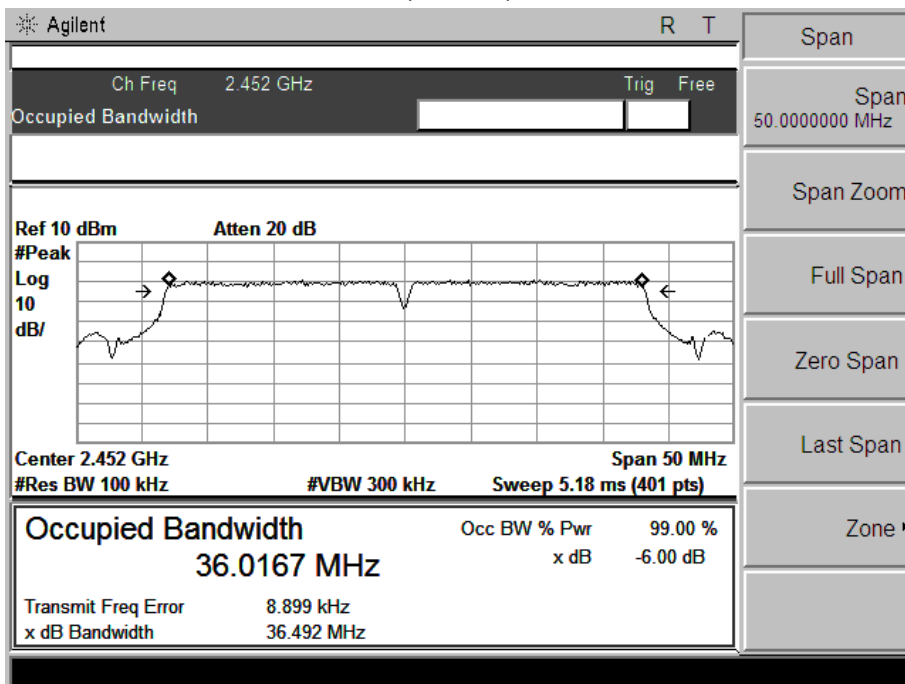 Agilent R T
Ch Freq 2.452 GHz Trig Free
Occupied Bandwidth
Ref 10 dBm Atten 20 dB
#Peak
Log
10
dB/
Center 2.452 GHz Span 50 MHz
#Res BW 100 kHz #VBW 300 kHz Sweep 5.18 ms (401 pts)
Occupied Bandwidth Occ BW % Pwr 99.00 %
36.0167 MHz x dB -6.00 dB
Transmit Freq Error 8.899 kHz
x dB Bandwidth 36.492 MHz
Span
Span
50.0000000 MHz
Span Zoom
Full Span
Zero Span
Last Span
Zone